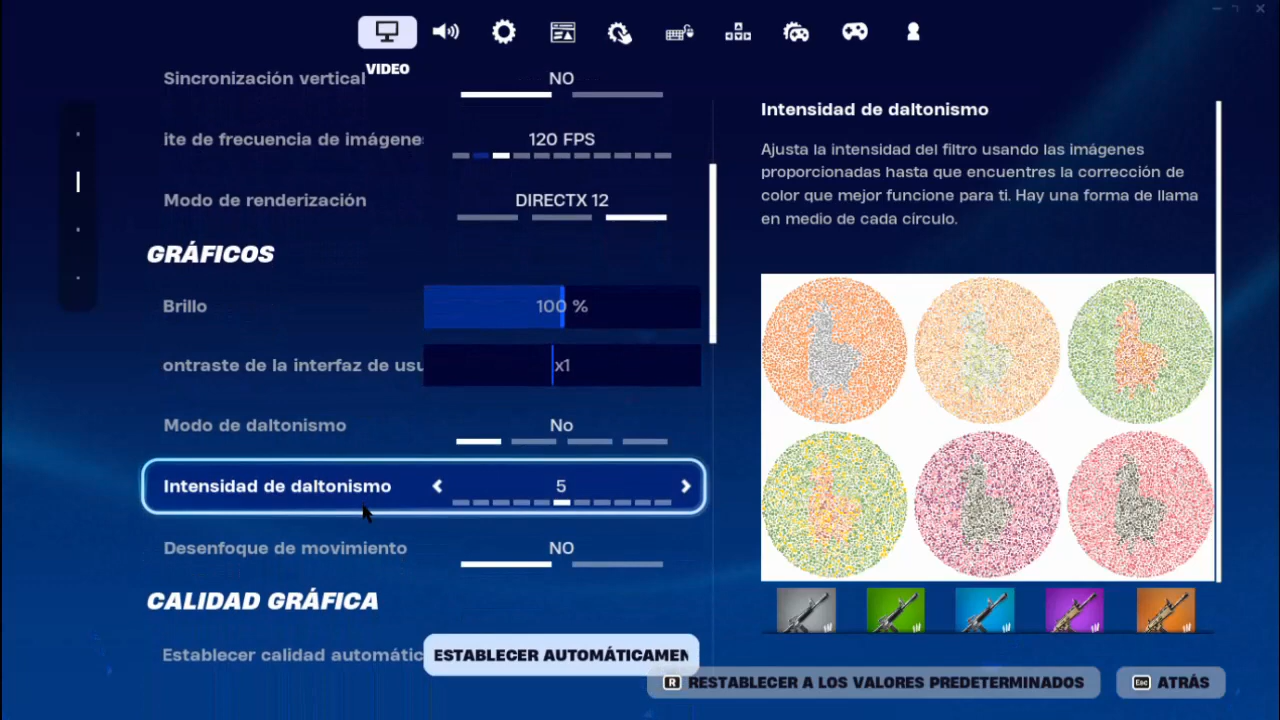 VIDEO
Sincronización vertical
NO
ite de frecuencia de imágene
120 FPS
Modo de renderización
DIRECTX 12
GRÁFICOS
Brillo
100 %
ontraste de la interfaz de usu
x1
Modo de daltonismo
No
Intensidad de daltonismo
5
Desenfoque de movimiento
NO
CALIDAD GRÁFICA
Establecer calidad automátic
ESTABLECER AUTOMÁTICAMEN
Intensidad de daltonismo
Ajusta la intensidad del filtro usando las imágenes
proporcionadas hasta que encuentres la corrección de
color que mejor funcione para ti. Hay una forma de llama
en medio de cada círculo.
R RESTABLECER A LOS VALORES PREDETERMINADOS
Esc ATRÁS